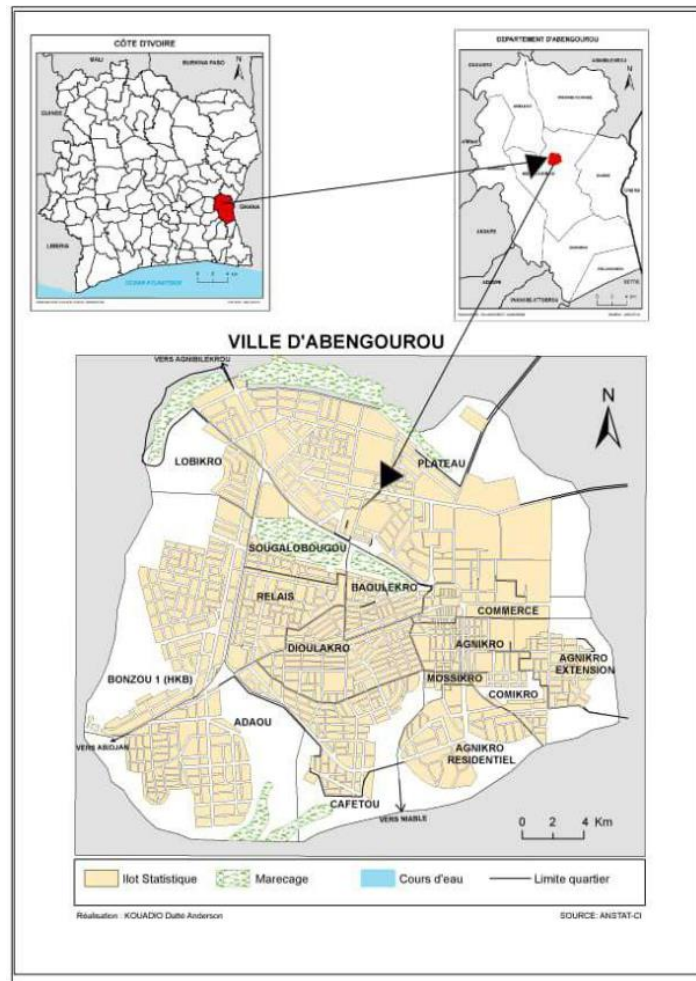 CÔTE D'IVOIRE
MALI
BURKINA FASO
N
GUINEE
GHANA
LIBERIA
OCEAN ATLANTIQUE
DEPARTEMENT D'ABENGOUROU
AGNIBILEKROU
N
VILLE D'ABENGOUROU
VERS AGNIBILEKROU
N
LOBIKRO
PLATEAU
SOUGALOBOUGOU
BAOULEKRO
RELAIS
COMMERCE
DIOULAKRO
AGNIKRO
AGNIKRO
EXTENSION
MOSSIKRO
BONZOU 1 (HKB)
COMIKRO
ADAOU
VERS ABIDJAN
AGNIKRO
RESIDENTIEL
CAFETOU
VERS NIABLE
0 2 4 Km
Ilot Statistique
Marecage
Cours d'eau
Limite quartier
Réalisation : KOUADIO Datté Anderson
SOURCE: ANSTAT-CI